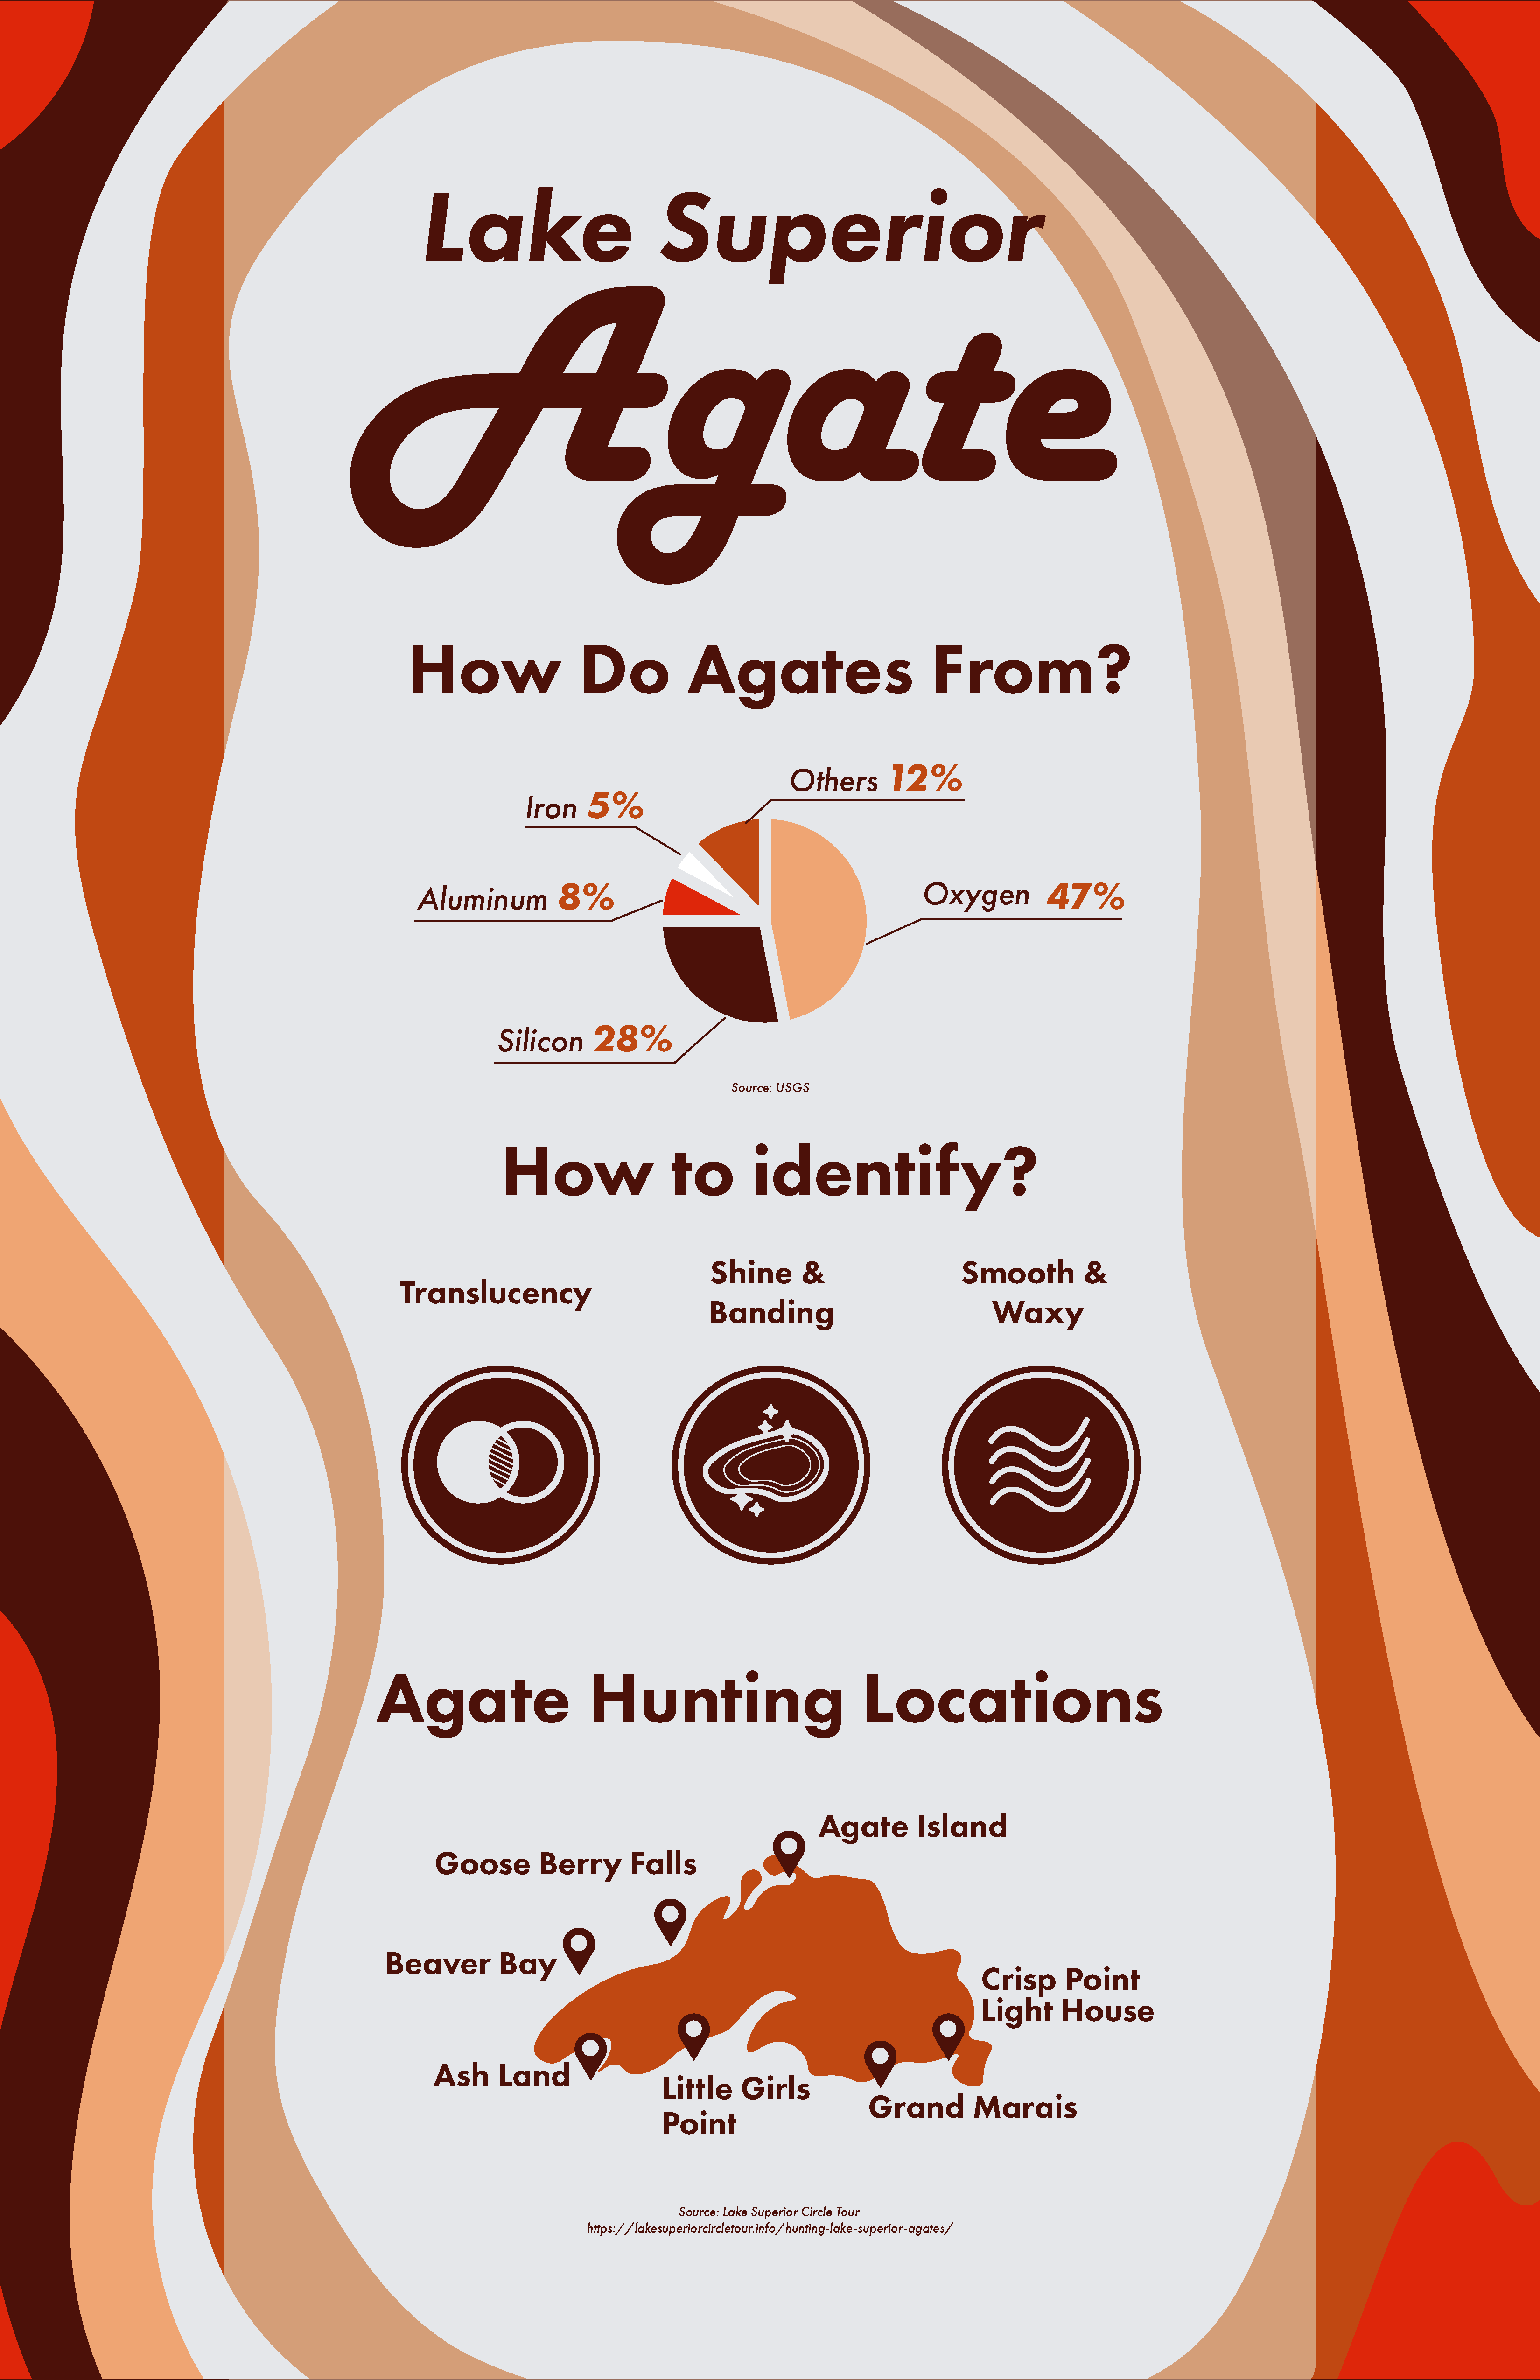 Lake Superior
Agate
How Do Agates From?
Others 12%
Iron 5%
Aluminum 8%
Oxygen 47%
Silicon 28%
Source: USGS
How to identify?
Translucency
Shine &
Banding
Smooth &
Waxy
Agate Hunting Locations
Agate Island
Goose Berry Falls
Beaver Bay
Crisp Point
Light House
Ash Land
Little Girls
Point
Grand Marais
Source: Lake Superior Circle Tour
https://lakesuperiorcircletour.info/hunting-lake-superior-agates/